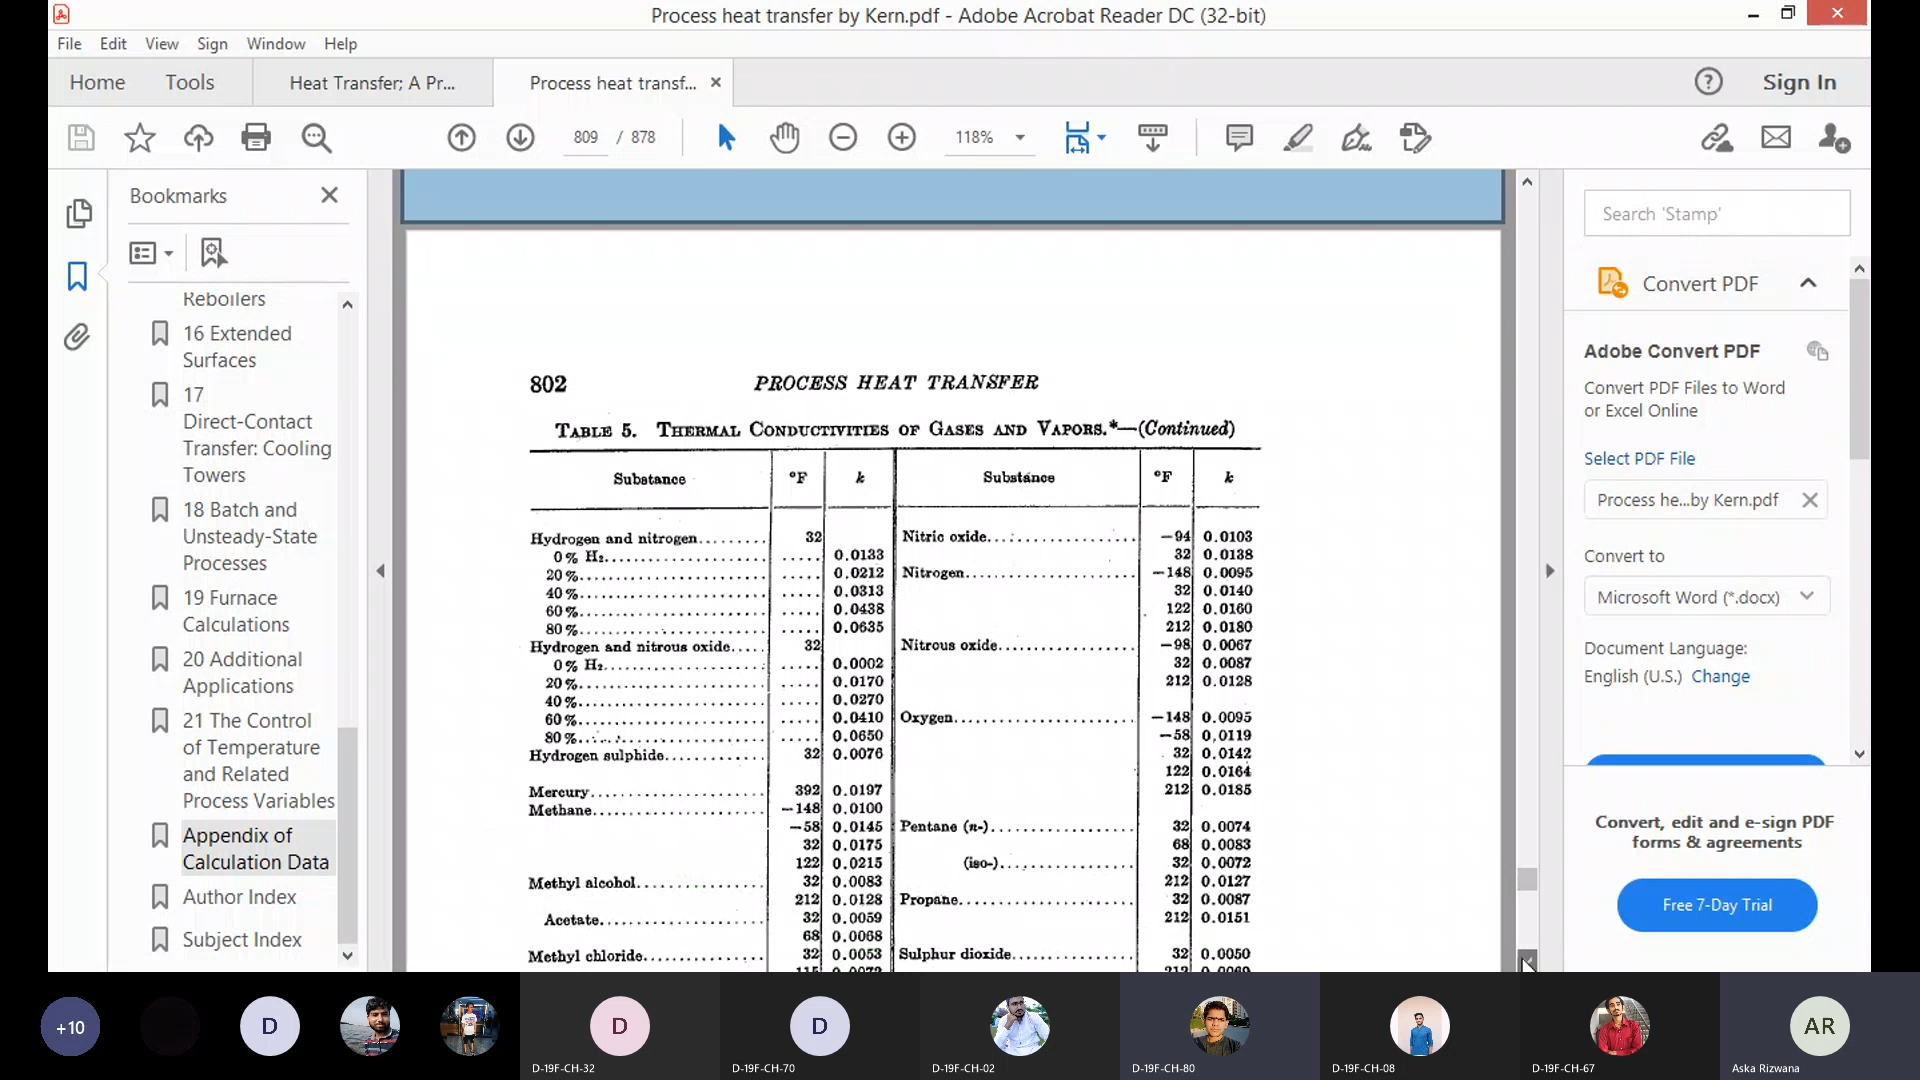 Process heat transfer by Kern.pdf - Adobe Acrobat Reader DC (32-bit)
File Edit View Sign Window Help
Home Tools Heat Transfer; A Pr... Process heat transf...
Sign In
809 / 878 118%
Bookmarks
Reboilers
16 Extended
Surfaces
17
Direct-Contact
Transfer: Cooling
Towers
18 Batch and
Unsteady-State
Processes
19 Furnace
Calculations
20 Additional
Applications
21 The Control
of Temperature
and Related
Process Variables
Appendix of
Calculation Data
Author Index
Subject Index
802 PROCESS HEAT TRANSFER
TABLE 5. THERMAL CONDUCTIVITIES OF GASES AND VAPORS.*—(Continued)
Substance °F k Substance °F k
Hydrogen and nitrogen........ 32 Nitric oxide.................. −94 0.0103
0% H₂...................... ..... 0.0133 32 0.0138
20%........................ ..... 0.0212 Nitrogen..................... −148 0.0095
40%........................ ..... 0.0313 32 0.0140
60%........................ ..... 0.0438 122 0.0160
80%........................ ..... 0.0635 212 0.0180
Hydrogen and nitrous oxide..... 32 Nitrous oxide................. −98 0.0067
0% H₂...................... ..... 0.0002 32 0.0087
20%........................ ..... 0.0170 212 0.0128
40%........................ ..... 0.0270
60%........................ ..... 0.0410 Oxygen...................... −148 0.0095
80%........................ ..... 0.0650 −58 0.0119
Hydrogen sulphide............. 32 0.0076 32 0.0142
122 0.0164
Mercury...................... 392 0.0197 212 0.0185
Methane...................... −148 0.0100
−58 0.0145 Pentane (n-).................. 32 0.0074
32 0.0175 68 0.0083
122 0.0215 (iso-).................. 32 0.0072
Methyl alcohol................ 32 0.0083 212 0.0127
212 0.0128 Propane...................... 32 0.0087
Acetate..................... 32 0.0059 212 0.0151
68 0.0068
Methyl chloride............... 32 0.0053 Sulphur dioxide............... 32 0.0050
Search 'Stamp'
Convert PDF
Adobe Convert PDF
Convert PDF Files to Word
or Excel Online
Select PDF File
Process he...by Kern.pdf
Convert to
Microsoft Word (*.docx)
Document Language:
English (U.S.) Change
Convert, edit and e-sign PDF
forms & agreements
Free 7-Day Trial
+10 D D D AR
D-19F-CH-32 D-19F-CH-70 D-19F-CH-02 D-19F-CH-80 D-19F-CH-08 D-19F-CH-67 Aska Rizwana